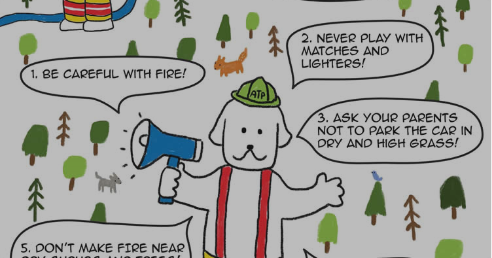 1. BE CAREFUL WITH FIRE!
2. NEVER PLAY WITH
MATCHES AND
LIGHTERS!
ATP
3. ASK YOUR PARENTS
NOT TO PARK THE CAR IN
DRY AND HIGH GRASS!
5. DON'T MAKE FIRE NEAR